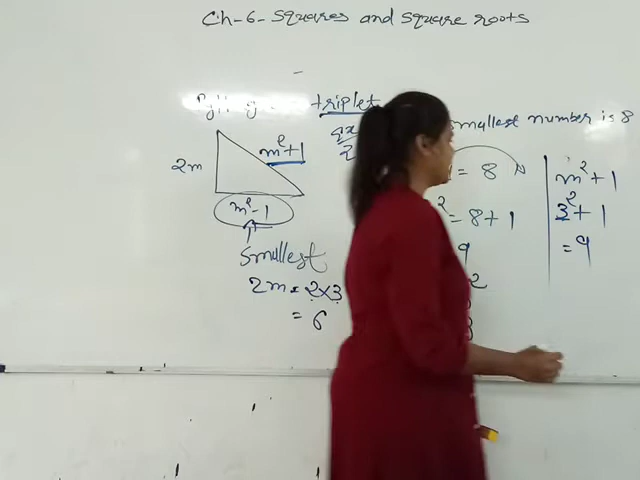 Ch-6- Squares and square roots
triplet
smallest number is 8
2m
m²+1
m²-1
smallest
2m = 2×3
= 6
= 8
² = 8+1
9
2
3
m²+1
3²+1
= 9